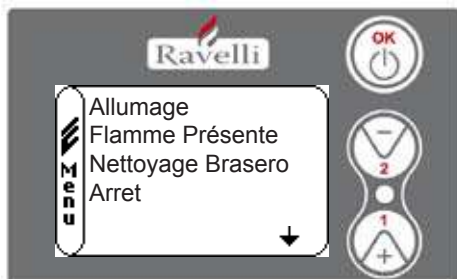 Ravelli
OK
Menu
Allumage
Flamme Présente
Nettoyage Brasero
Arret
−
2
1
+